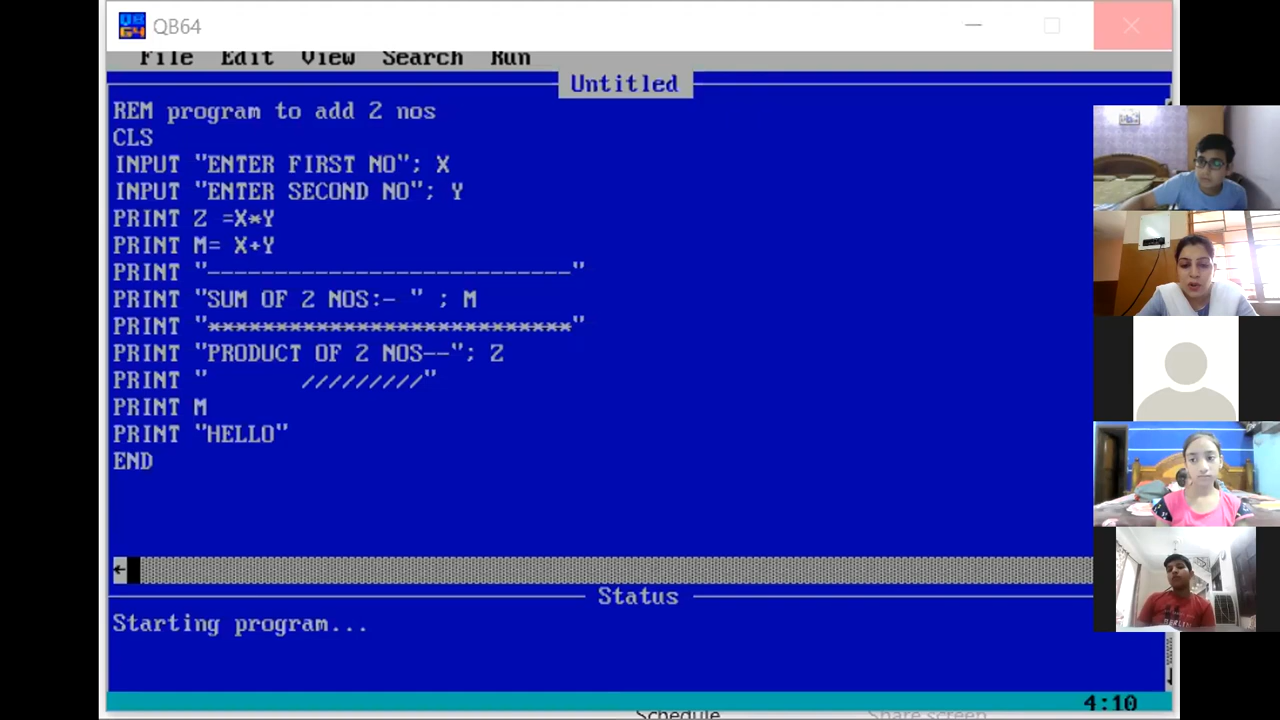 QB64
File Edit View Search Run
Untitled
REM program to add 2 nos
CLS
INPUT "ENTER FIRST NO"; X
INPUT "ENTER SECOND NO"; Y
PRINT Z =X*Y
PRINT M= X+Y
PRINT "---------------------------"
PRINT "SUM OF 2 NOS:- " ; M
PRINT "***************************"
PRINT "PRODUCT OF 2 NOS--"; Z
PRINT "       /////////"
PRINT M
PRINT "HELLO"
END
Status
Starting program...
4:10
Schedule Share screen